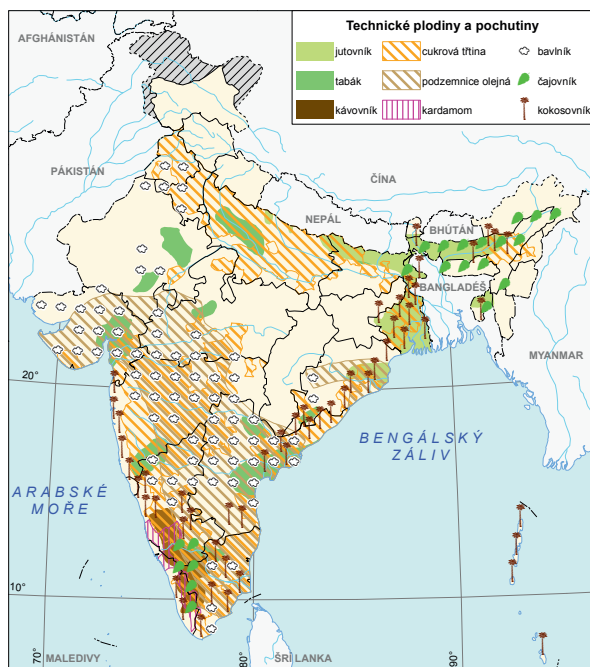 Technické plodiny a pochutiny
jutovník
cukrová třtina
bavlník
tabák
podzemnice olejná
čajovník
kávovník
kardamom
kokosovník
AFGHÁNISTÁN
PÁKISTÁN
ČÍNA
NEPÁL
BHÚTÁN
BANGLADÉŠ
MYANMAR
20°
BENGÁLSKÝ
ZÁLIV
ARABSKÉ
MOŘE
10°
70°
80°
90°
MALEDIVY
ŠRÍ LANKA